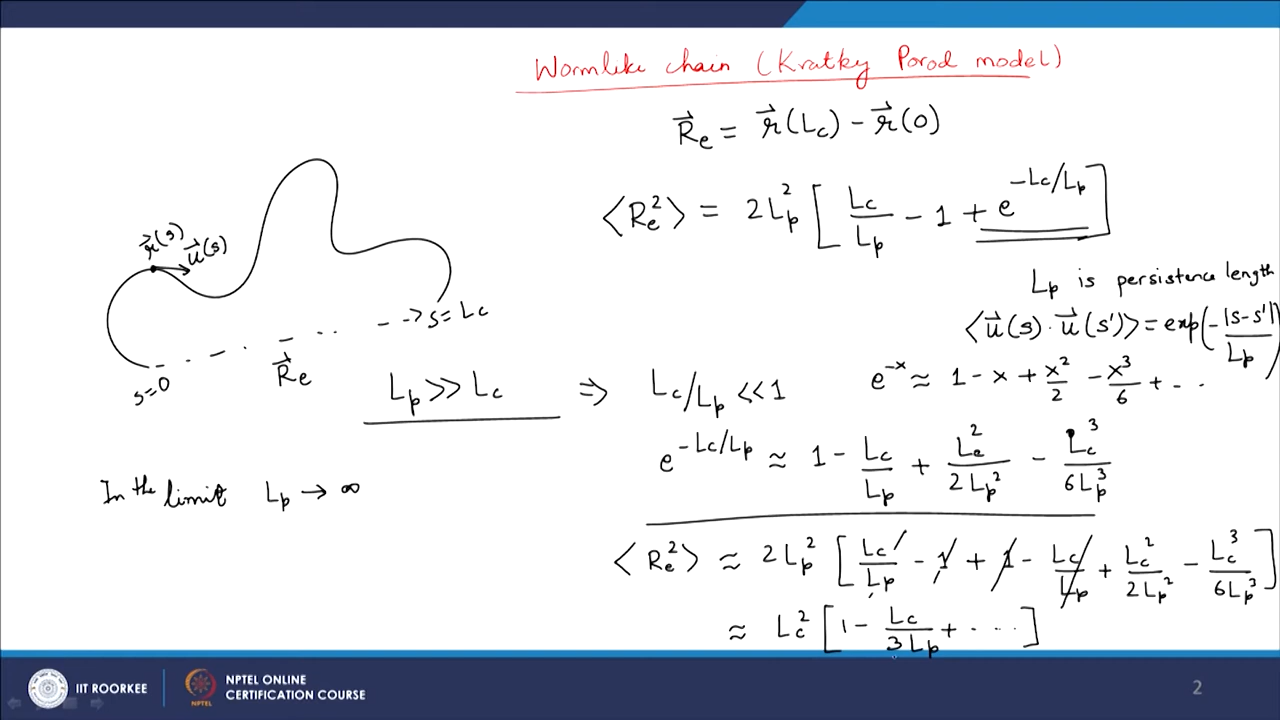 Wormlike chain (Kratky Porod model)
R⃗e = r⃗(Lc) − r⃗(0)
⟨Re²⟩ = 2Lp² [ Lc/Lp − 1 + e^(−Lc/Lp) ]
r⃗(s)
u⃗(s)
s=Lc
R⃗e
s=0
Lp is persistence length
⟨u⃗(s)·u⃗(s')⟩ = exp(−|s−s'|/Lp)
Lp >> Lc ⇒ Lc/Lp << 1
e^(−x) ≈ 1 − x + x²/2 − x³/6 + ..
e^(−Lc/Lp) ≈ 1 − Lc/Lp + Lc²/2Lp² − Lc³/6Lp³
In the limit Lp → ∞
⟨Re²⟩ ≈ 2Lp² [ Lc/Lp − 1 + 1 − Lc/Lp + Lc²/2Lp² − Lc³/6Lp³ ]
≈ Lc² [ 1 − Lc/3Lp + .... ]
IIT ROORKEE
NPTEL
NPTEL ONLINE
CERTIFICATION COURSE
2